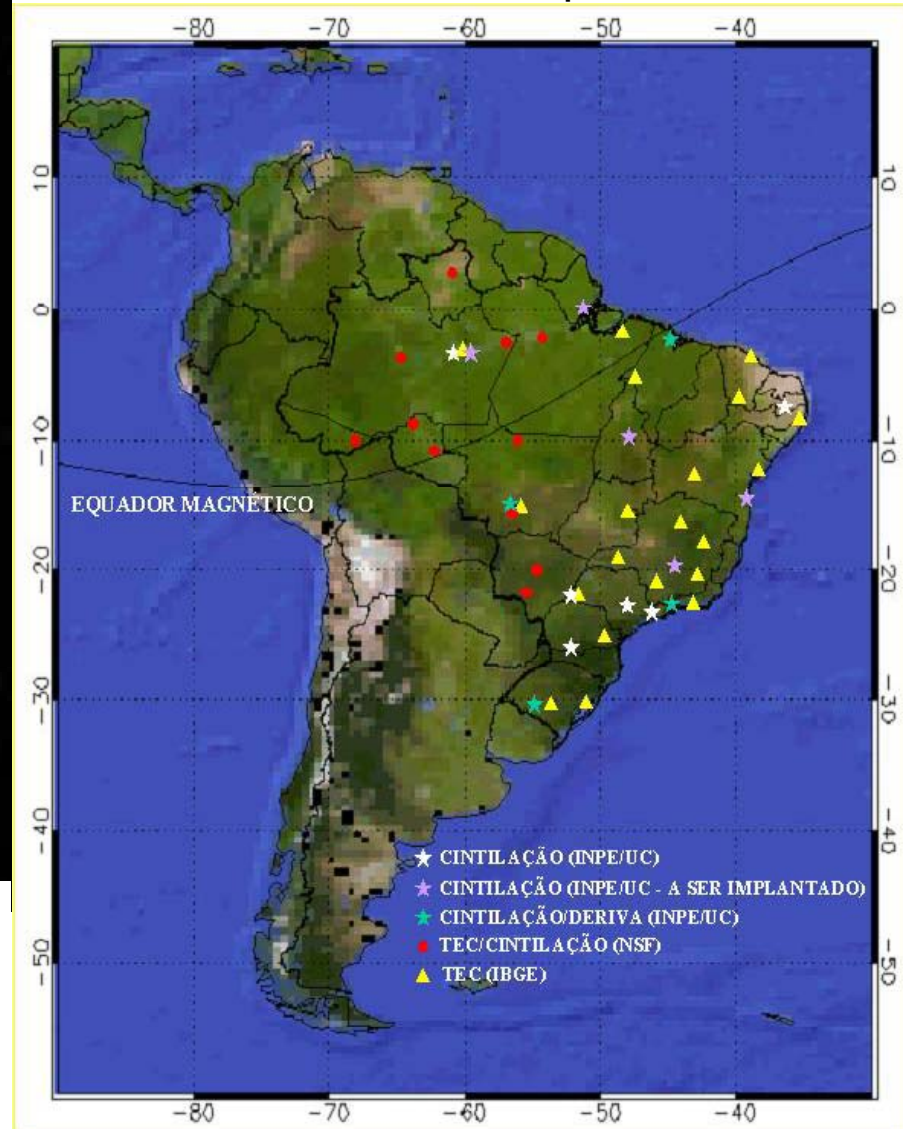 -80 -70 -60 -50 -40
10 10
0 0
-10 -10
EQUADOR MAGNÉTICO
-20 -20
-30 -30
-40 -40
CINTILAÇÃO (INPE/UC)
CINTILAÇÃO (INPE/UC - A SER IMPLANTADO)
CINTILAÇÃO/DERIVA (INPE/UC)
TEC/CINTILAÇÃO (NSF)
-50 -50
TEC (IBGE)
-80 -70 -60 -50 -40